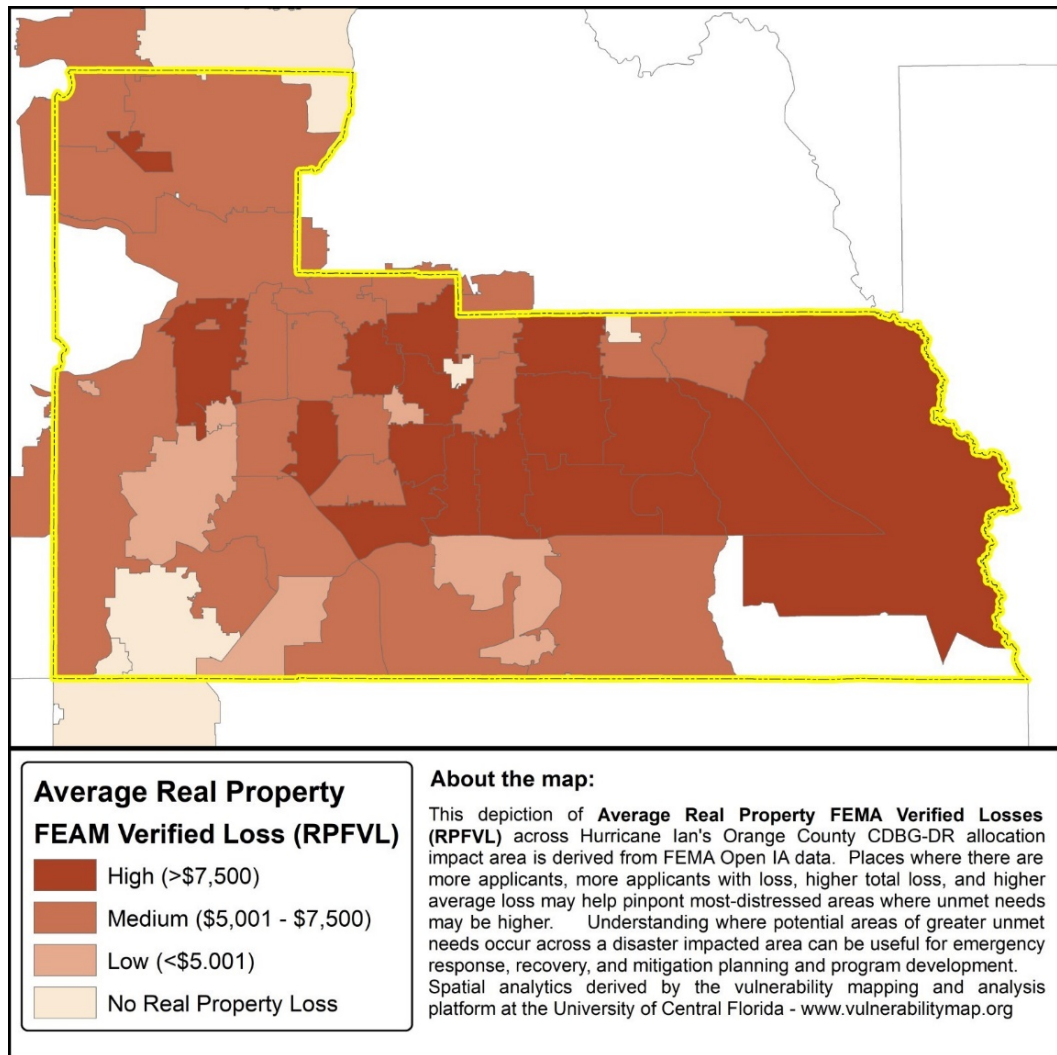 Average Real Property
FEAM Verified Loss (RPFVL)
High (>$7,500)
Medium ($5,001 - $7,500)
Low (<$5.001)
No Real Property Loss
About the map:
This depiction of Average Real Property FEMA Verified Losses
(RPFVL) across Hurricane Ian's Orange County CDBG-DR allocation
impact area is derived from FEMA Open IA data. Places where there are
more applicants, more applicants with loss, higher total loss, and higher
average loss may help pinpont most-distressed areas where unmet needs
may be higher. Understanding where potential areas of greater unmet
needs occur across a disaster impacted area can be useful for emergency
response, recovery, and mitigation planning and program development.
Spatial analytics derived by the vulnerability mapping and analysis
platform at the University of Central Florida - www.vulnerabilitymap.org